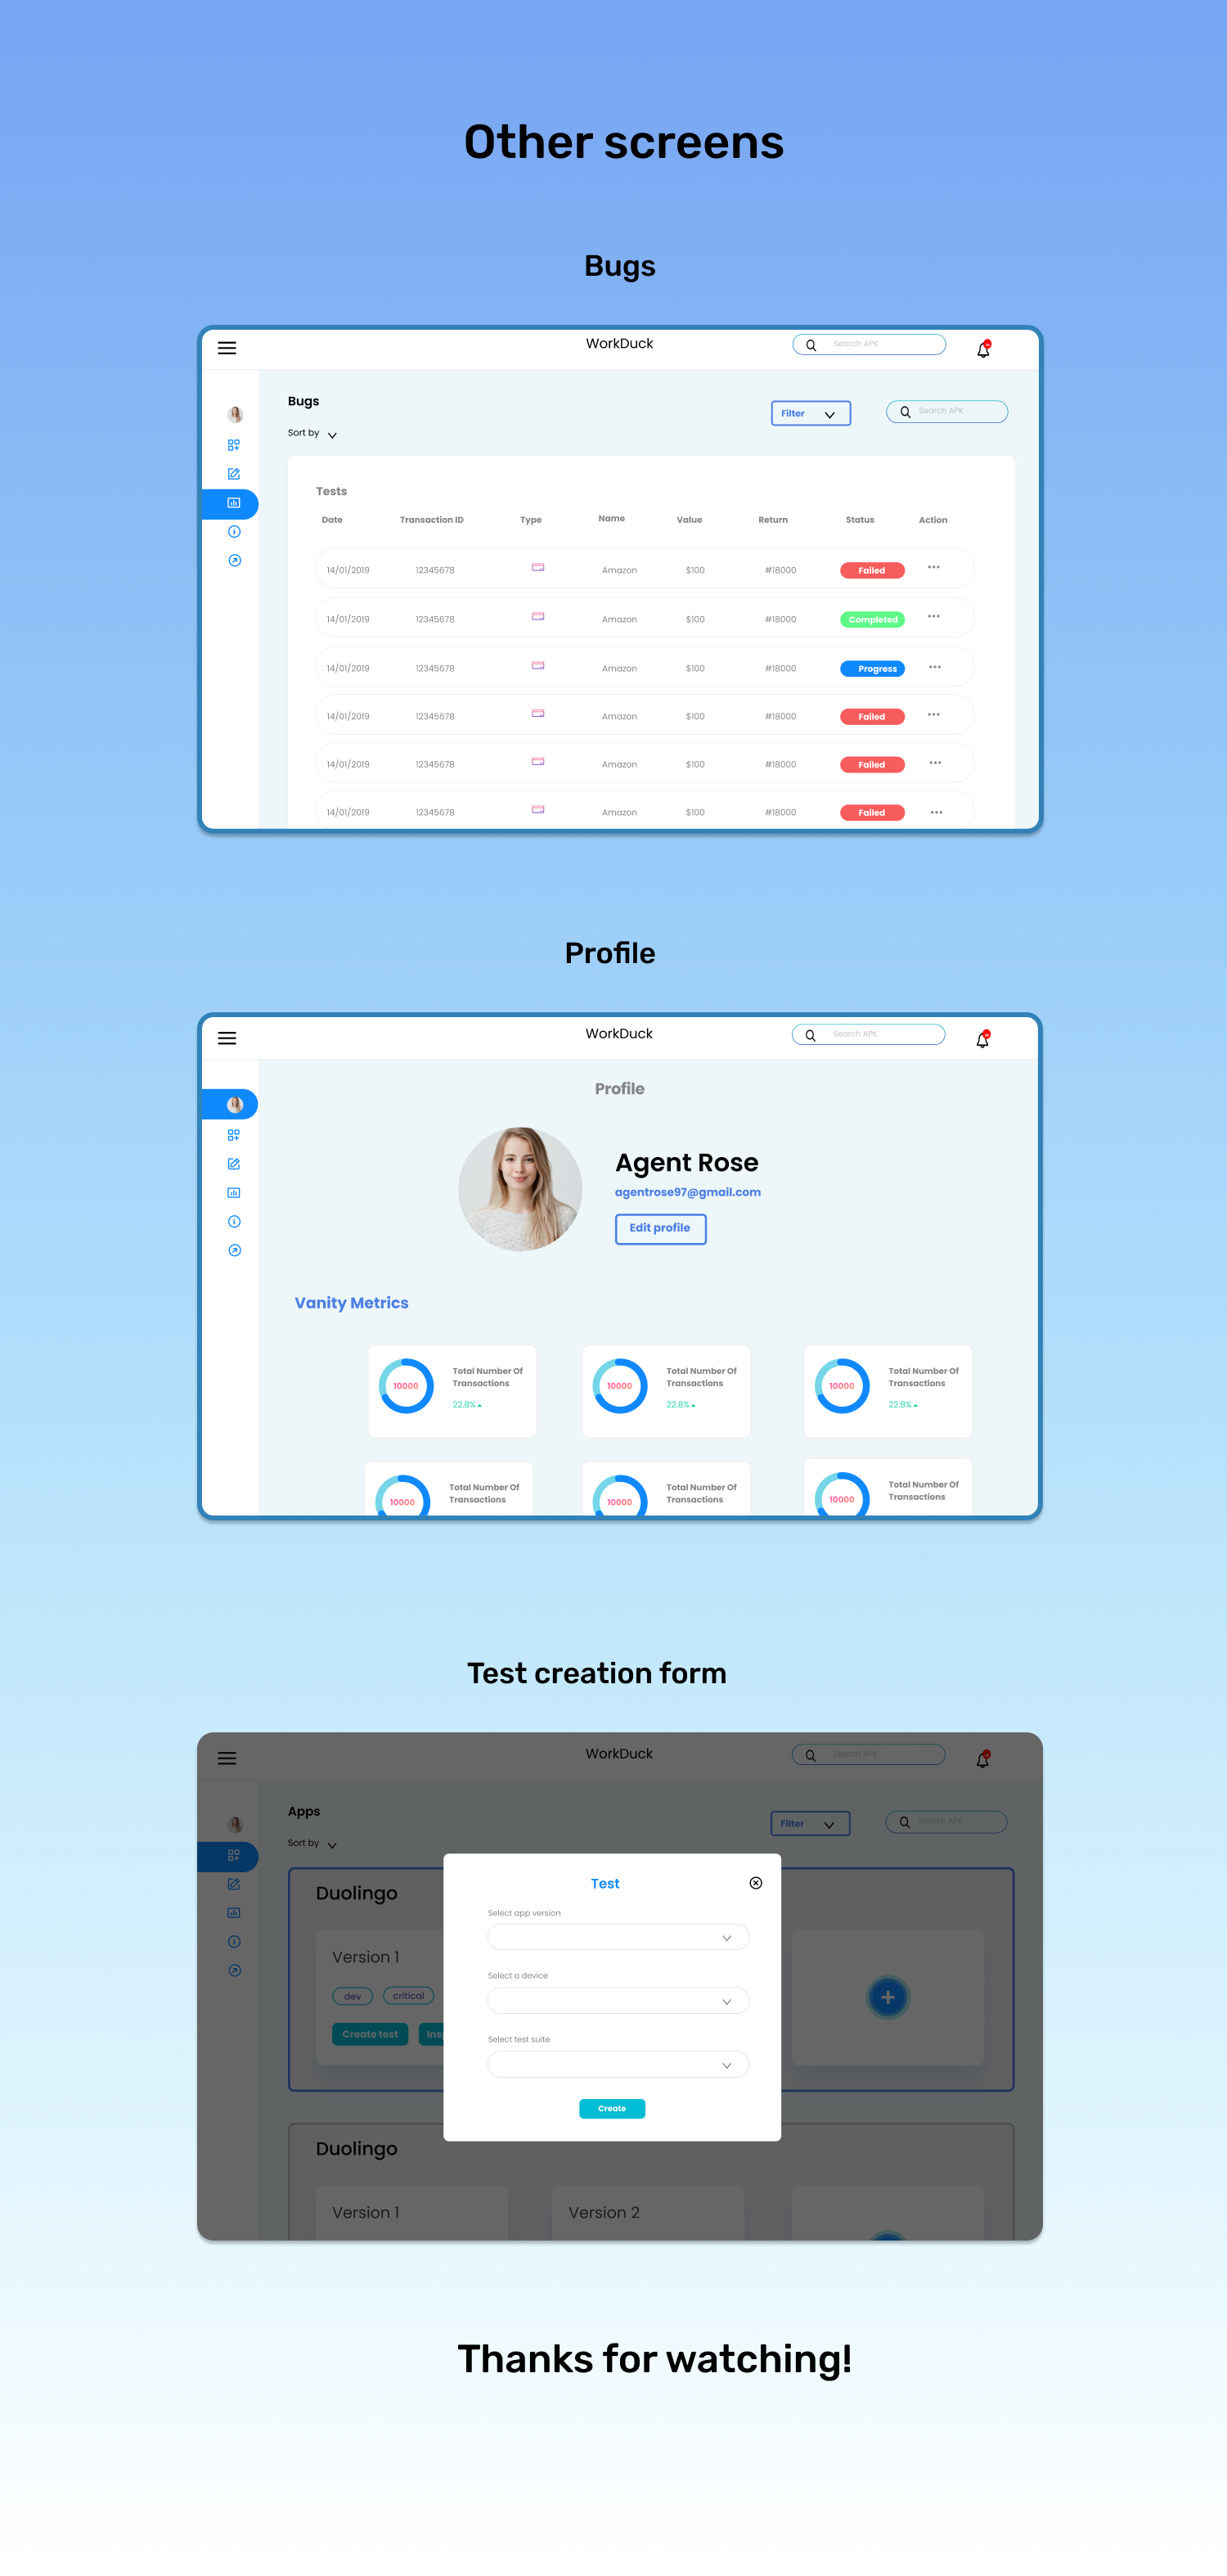 Other screens
Bugs
WorkDuck
Search APK
Bugs
Filter
Search APK
Sort by
Tests
Date Transaction ID Type Name Value Return Status Action
14/01/2019 12345678 Amazon $100 #18000 Failed
14/01/2019 12345678 Amazon $100 #18000 Completed
14/01/2019 12345678 Amazon $100 #18000 Progress
14/01/2019 12345678 Amazon $100 #18000 Failed
14/01/2019 12345678 Amazon $100 #18000 Failed
14/01/2019 12345678 Amazon $100 #18000 Failed
Profile
WorkDuck
Search APK
Profile
Agent Rose
agentrose97@gmail.com
Edit profile
Vanity Metrics
10000
Total Number Of
Transactions
22.8%
10000
Total Number Of
Transactions
22.8%
10000
Total Number Of
Transactions
22.8%
10000
Total Number Of
Transactions
10000
Total Number Of
Transactions
10000
Total Number Of
Transactions
Test creation form
WorkDuck
Search APK
Apps
Filter
Search APK
Sort by
Duolingo
Version 1
dev
critical
Create test
Test
Select app version
Select a device
Select test suite
Create
Duolingo
Version 1
Version 2
Thanks for watching!